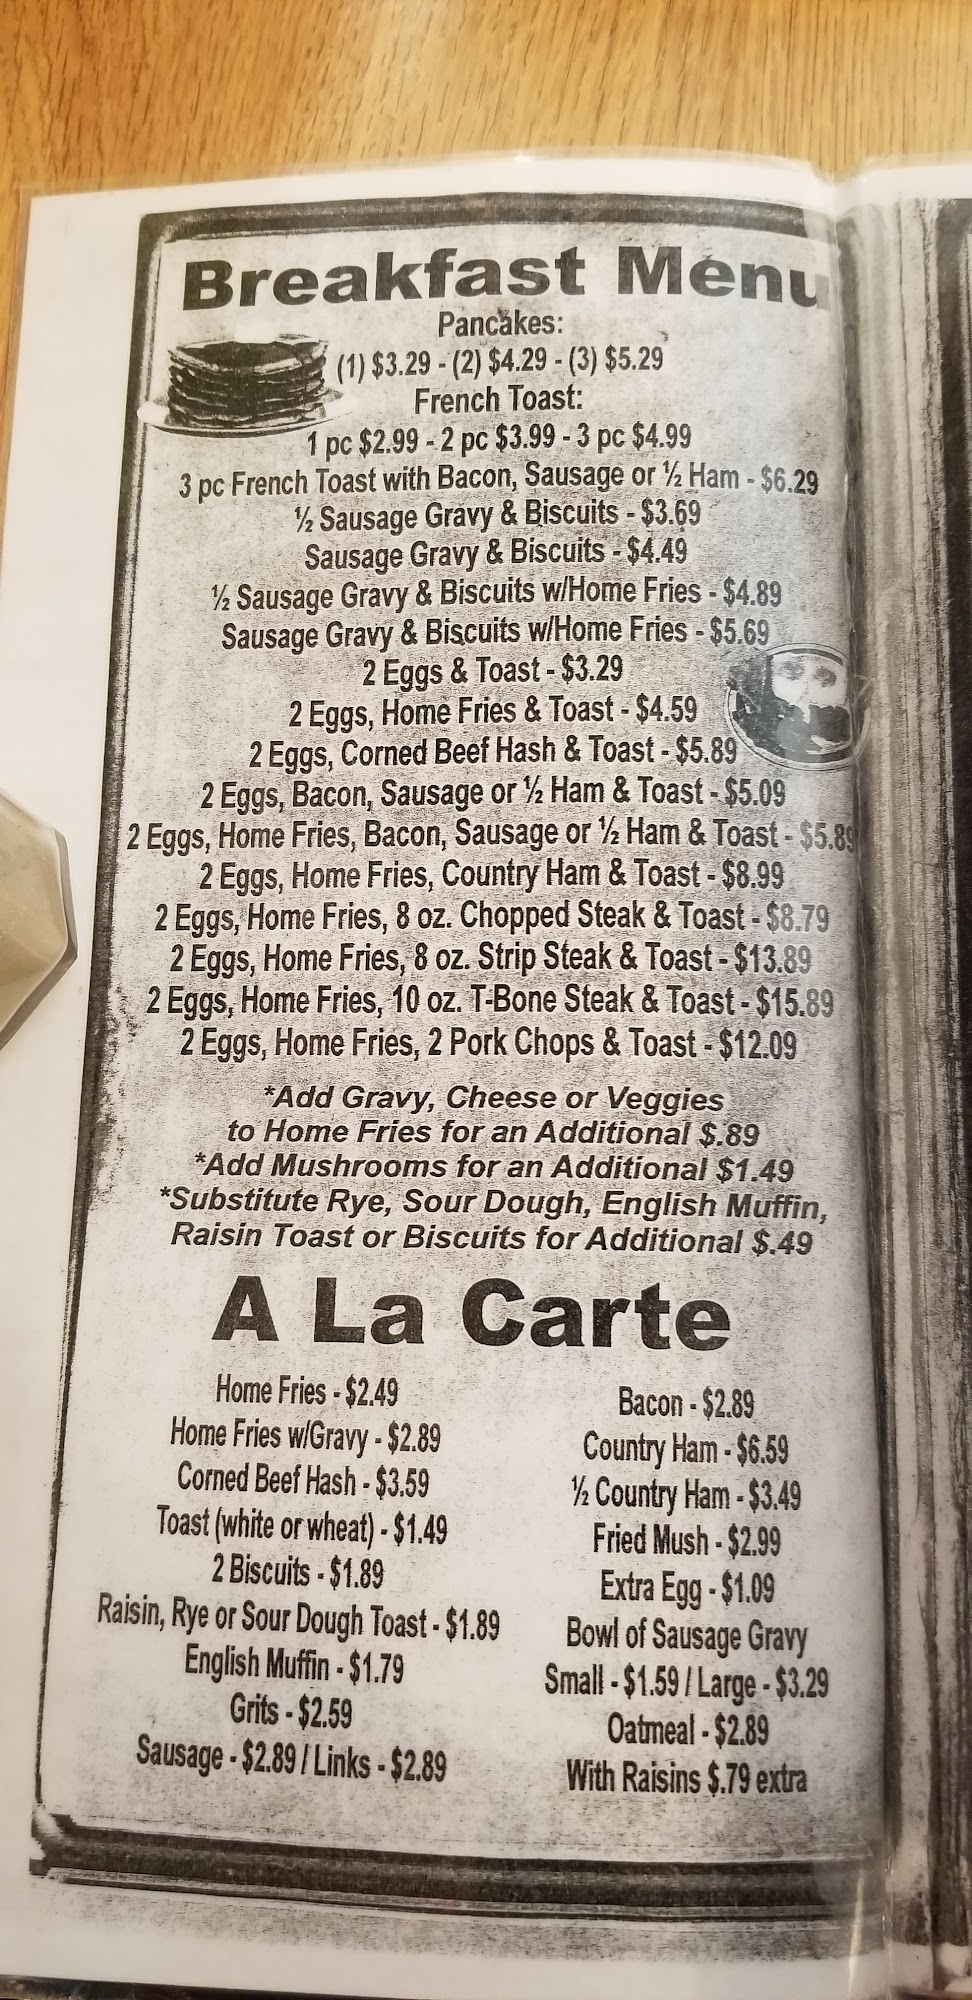 Breakfast Menu
Pancakes:
(1) $3.29 - (2) $4.29 - (3) $5.29
French Toast:
1 pc $2.99 - 2 pc $3.99 - 3 pc $4.99
3 pc French Toast with Bacon, Sausage or ½ Ham - $6.29
½ Sausage Gravy & Biscuits - $3.69
Sausage Gravy & Biscuits - $4.49
½ Sausage Gravy & Biscuits w/Home Fries - $4.89
Sausage Gravy & Biscuits w/Home Fries - $5.69
2 Eggs & Toast - $3.29
2 Eggs, Home Fries & Toast - $4.59
2 Eggs, Corned Beef Hash & Toast - $5.89
2 Eggs, Bacon, Sausage or ½ Ham & Toast - $5.09
2 Eggs, Home Fries, Bacon, Sausage or ½ Ham & Toast - $5.89
2 Eggs, Home Fries, Country Ham & Toast - $8.99
2 Eggs, Home Fries, 8 oz. Chopped Steak & Toast - $8.79
2 Eggs, Home Fries, 8 oz. Strip Steak & Toast - $13.89
2 Eggs, Home Fries, 10 oz. T-Bone Steak & Toast - $15.89
2 Eggs, Home Fries, 2 Pork Chops & Toast - $12.09
*Add Gravy, Cheese or Veggies
to Home Fries for an Additional $.89
*Add Mushrooms for an Additional $1.49
*Substitute Rye, Sour Dough, English Muffin,
Raisin Toast or Biscuits for Additional $.49
A La Carte
Home Fries - $2.49
Home Fries w/Gravy - $2.89
Corned Beef Hash - $3.59
Toast (white or wheat) - $1.49
2 Biscuits - $1.89
Raisin, Rye or Sour Dough Toast - $1.89
English Muffin - $1.79
Grits - $2.59
Sausage - $2.89 / Links - $2.89
Bacon - $2.89
Country Ham - $6.59
½ Country Ham - $3.49
Fried Mush - $2.99
Extra Egg - $1.09
Bowl of Sausage Gravy
Small - $1.59 / Large - $3.29
Oatmeal - $2.89
With Raisins $.79 extra